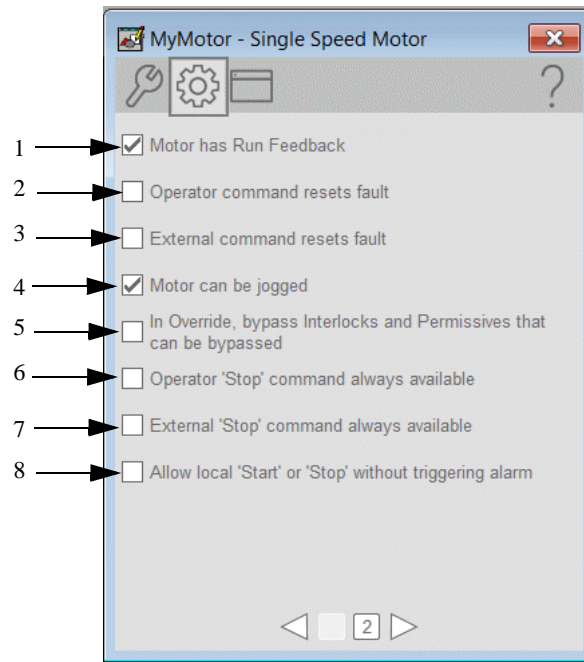 MyMotor - Single Speed Motor
?
1 Motor has Run Feedback
2 Operator command resets fault
3 External command resets fault
4 Motor can be jogged
5 In Override, bypass Interlocks and Permissives that
can be bypassed
6 Operator 'Stop' command always available
7 External 'Stop' command always available
8 Allow local 'Start' or 'Stop' without triggering alarm
2